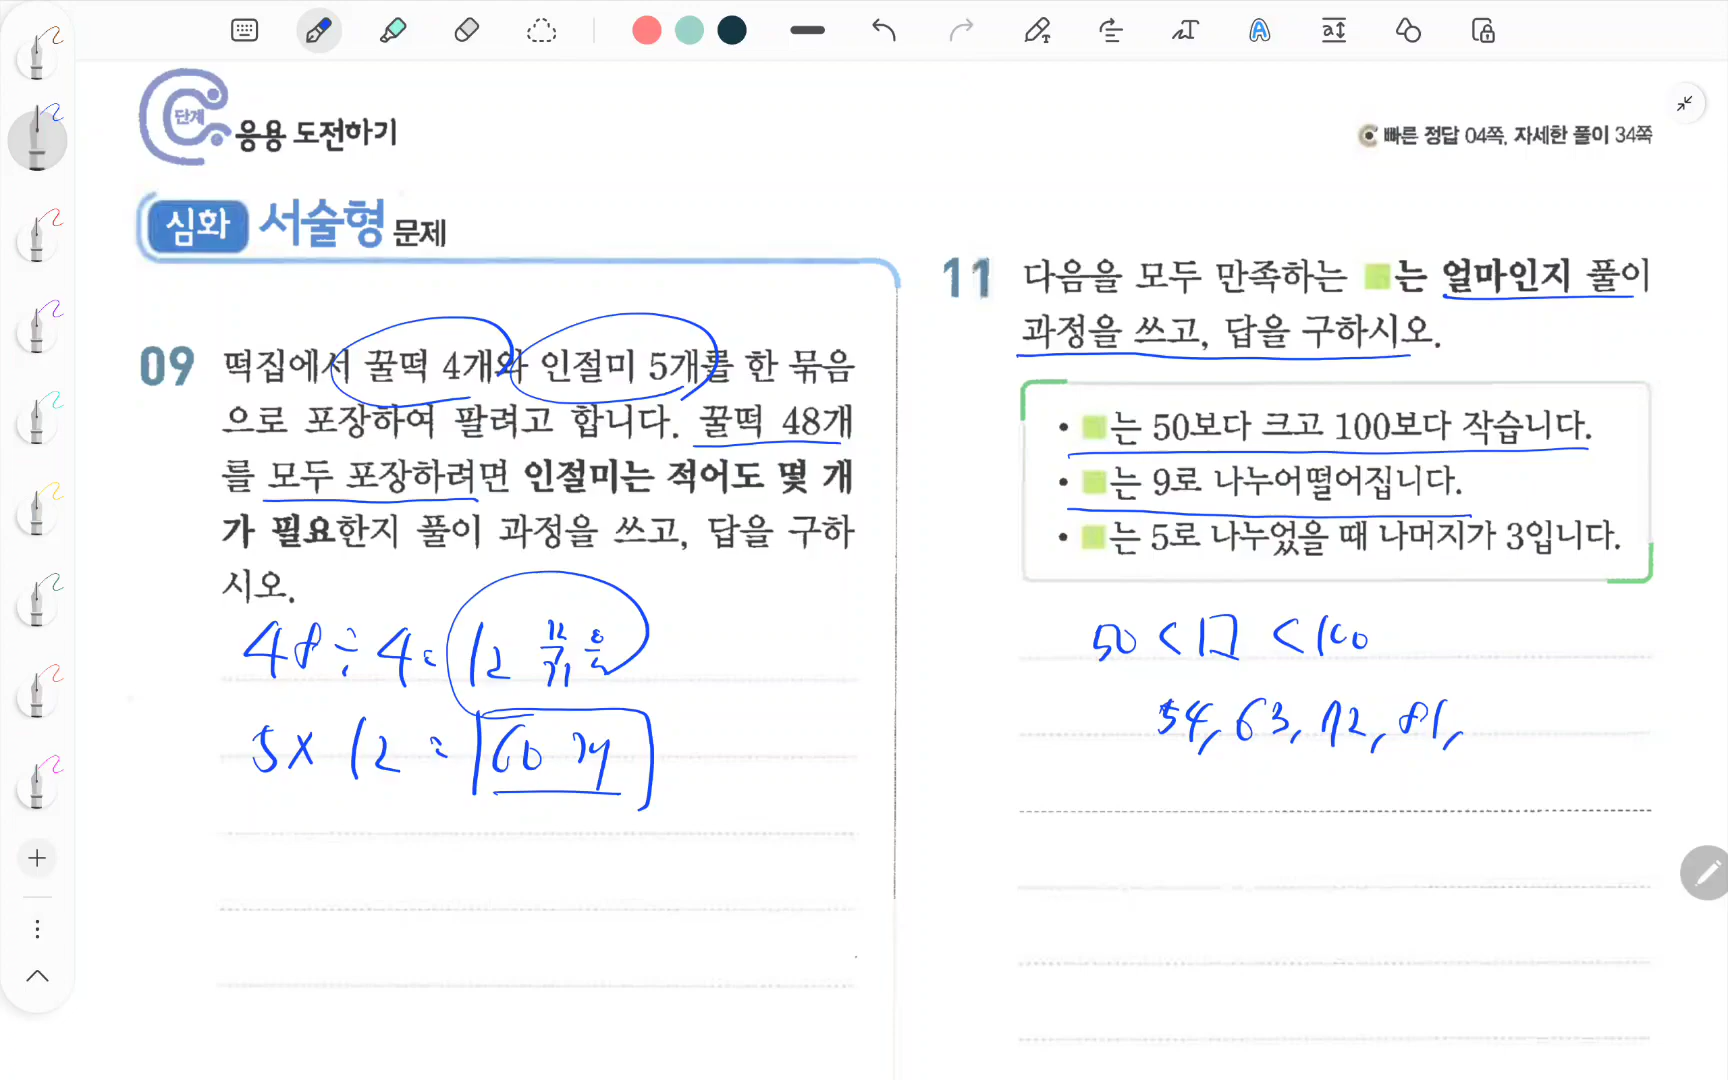 단계
응용 도전하기
빠른 정답 04쪽, 자세한 풀이 34쪽
심화 서술형 문제
09 떡집에서 꿀떡 4개와 인절미 5개를 한 묶음
으로 포장하여 팔려고 합니다. 꿀떡 48개
를 모두 포장하려면 인절미는 적어도 몇 개
가 필요한지 풀이 과정을 쓰고, 답을 구하
시오.
48÷4=12 묶음
5×12=60개
11 다음을 모두 만족하는 ■는 얼마인지 풀이
과정을 쓰고, 답을 구하시오.
• ■는 50보다 크고 100보다 작습니다.
• ■는 9로 나누어떨어집니다.
• ■는 5로 나누었을 때 나머지가 3입니다.
50<□<100
54, 63, 72, 81,